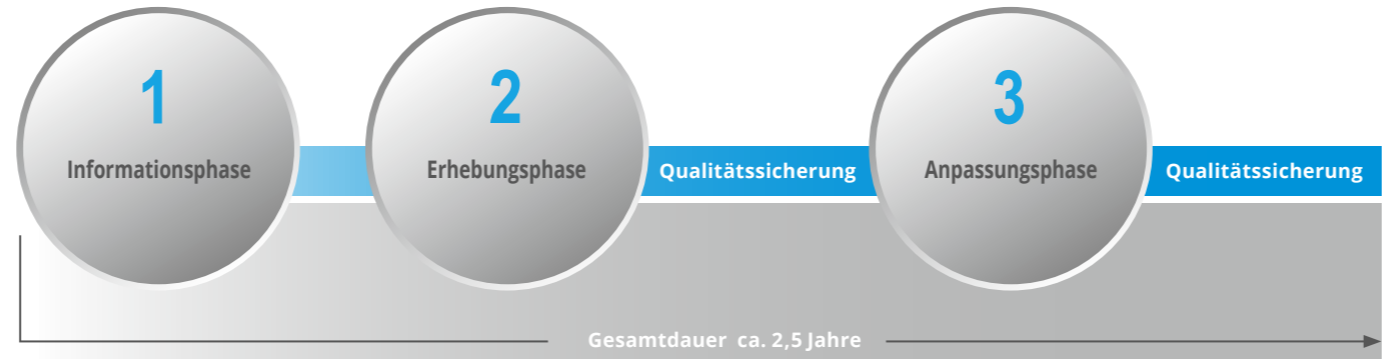 1
Informationsphase
2
Erhebungsphase
Qualitätssicherung
3
Anpassungsphase
Qualitätssicherung
Gesamtdauer ca. 2,5 Jahre